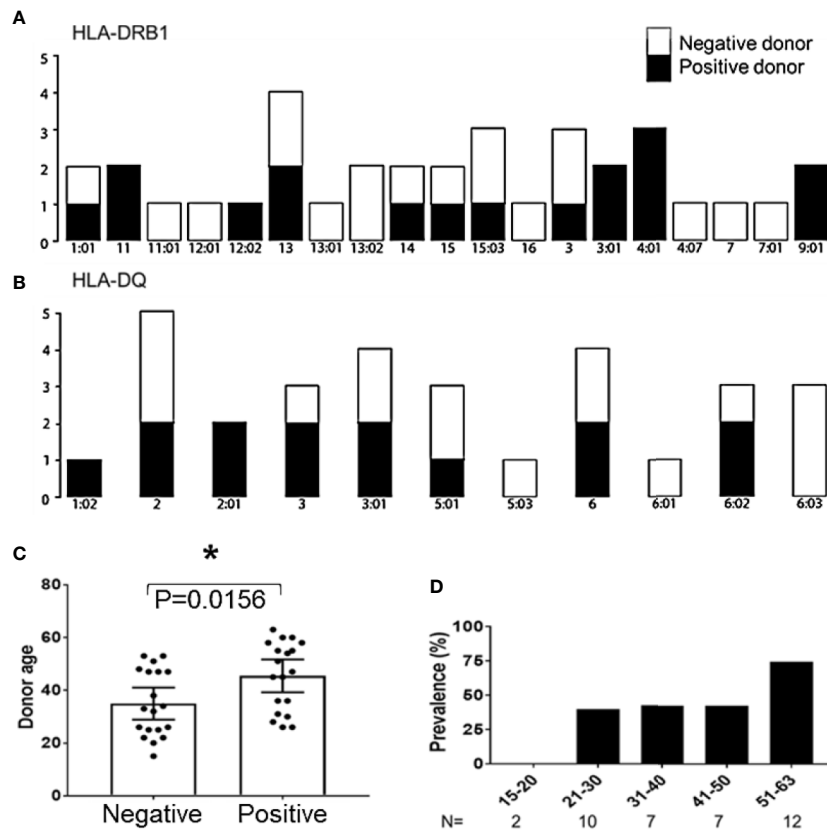 A
HLA-DRB1
Negative donor
Positive donor
5
4
3
2
1
0
1:01 11 11:01 12:01 12:02 13 13:01 13:02 14 15 15:03 16 3 3:01 4:01 4:07 7 7:01 9:01
B
HLA-DQ
5
4
3
2
1
0
1:02 2 2:01 3 3:01 5:01 5:03 6 6:01 6:02 6:03
C
*
P=0.0156
Donor age
80
60
40
20
0
Negative Positive
D
Prevalence (%)
100
75
50
25
0
15-20 21-30 31-40 41-50 51-63
N= 2 10 7 7 12